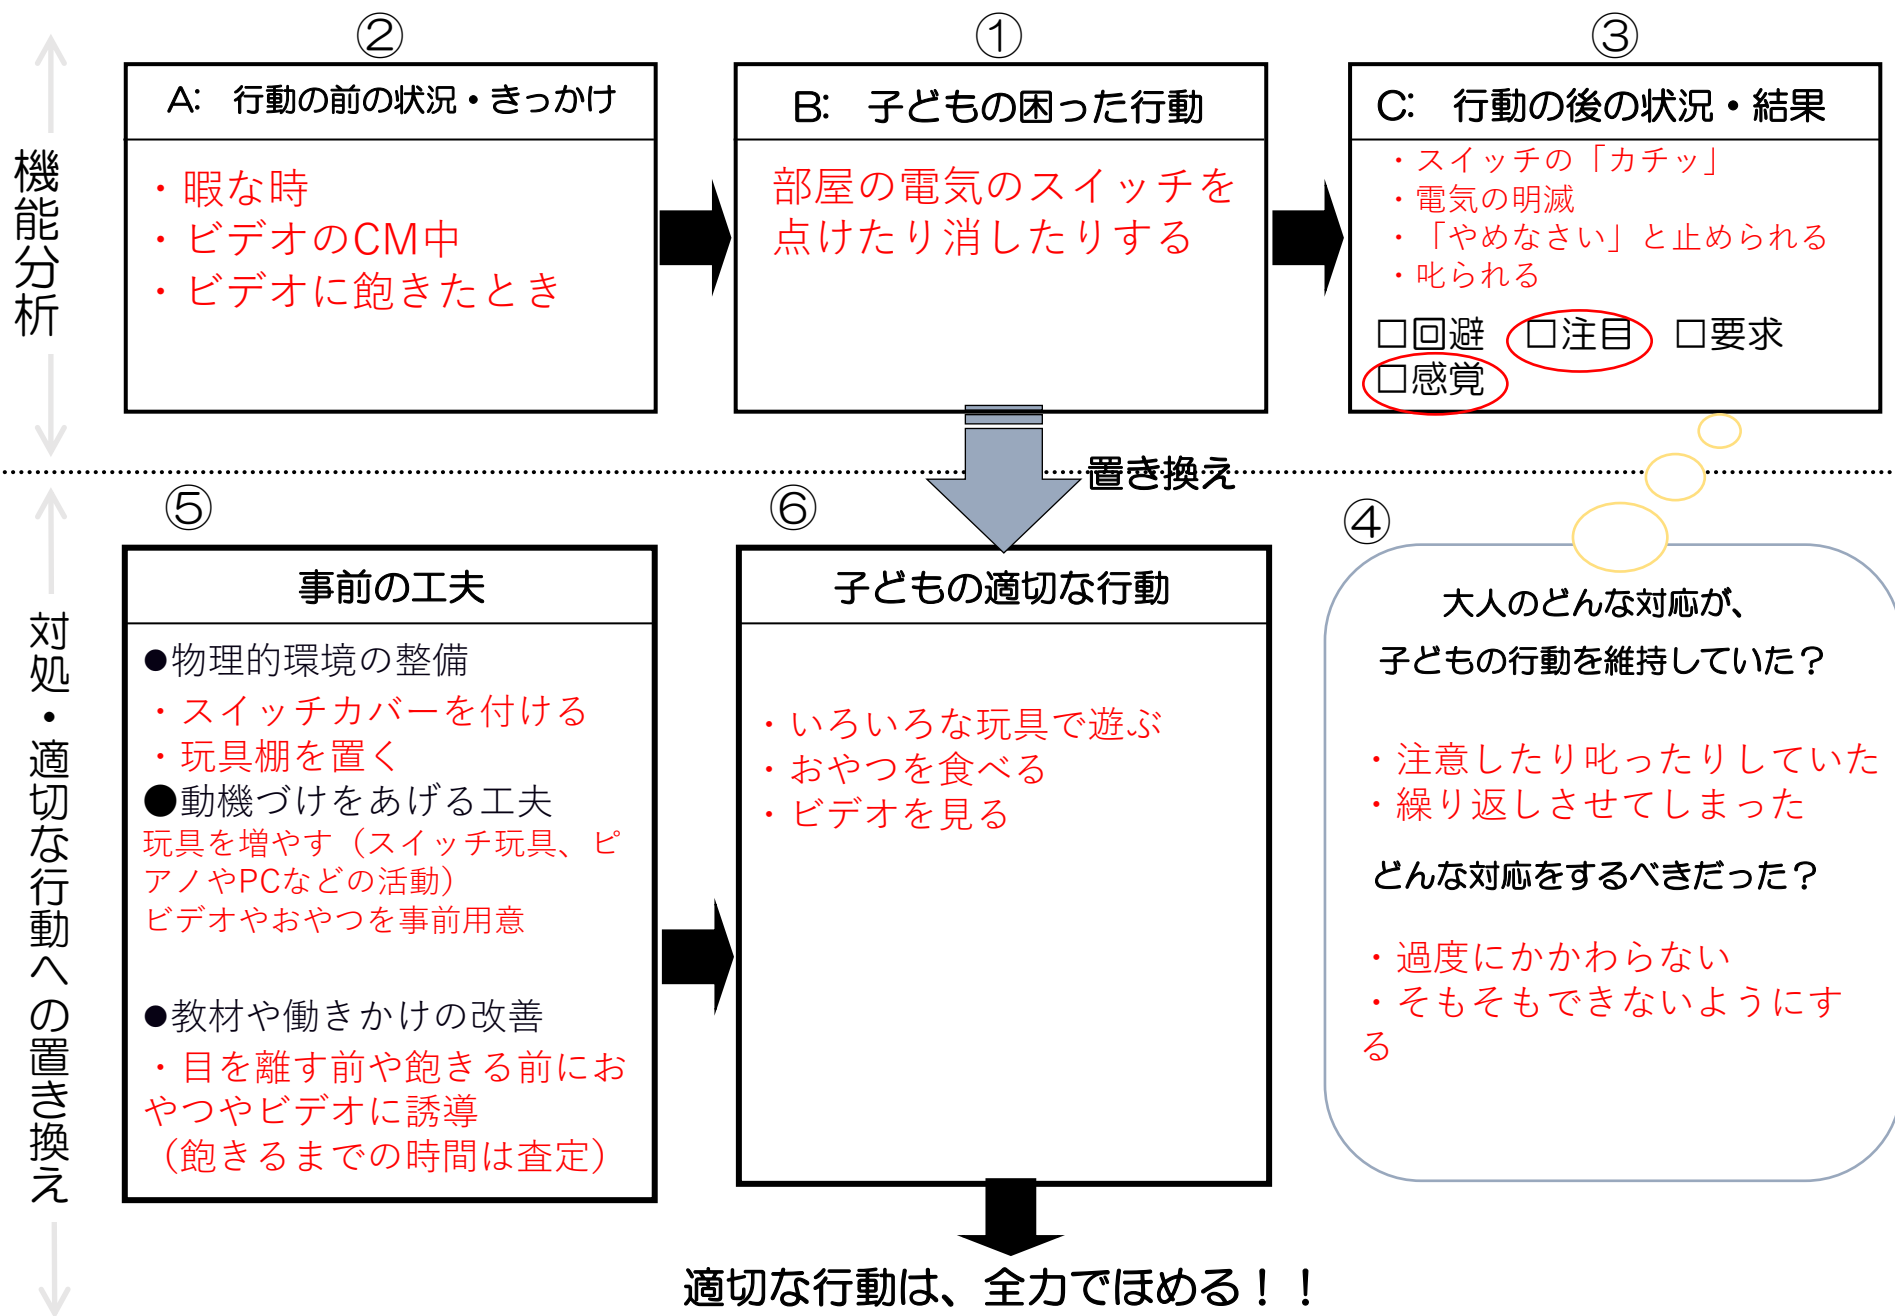 機能分析
②
A:　行動の前の状況・きっかけ
・暇な時
・ビデオのCM中
・ビデオに飽きたとき
①
B:　子どもの困った行動
部屋の電気のスイッチを
点けたり消したりする
③
C:　行動の後の状況・結果
・スイッチの「カチッ」
・電気の明滅
・「やめなさい」と止められる
・叱られる
□回避　□注目　□要求
□感覚
置き換え
対処・適切な行動への置き換え
⑤
事前の工夫
●物理的環境の整備
・スイッチカバーを付ける
・玩具棚を置く
●動機づけをあげる工夫
玩具を増やす（スイッチ玩具、ピ
アノやPCなどの活動）
ビデオやおやつを事前用意
●教材や働きかけの改善
・目を離す前や飽きる前にお
やつやビデオに誘導
（飽きるまでの時間は査定）
⑥
子どもの適切な行動
・いろいろな玩具で遊ぶ
・おやつを食べる
・ビデオを見る
④
大人のどんな対応が、
子どもの行動を維持していた？
・注意したり叱ったりしていた
・繰り返しさせてしまった
どんな対応をするべきだった？
・過度にかかわらない
・そもそもできないようにす
る
適切な行動は、全力でほめる！！